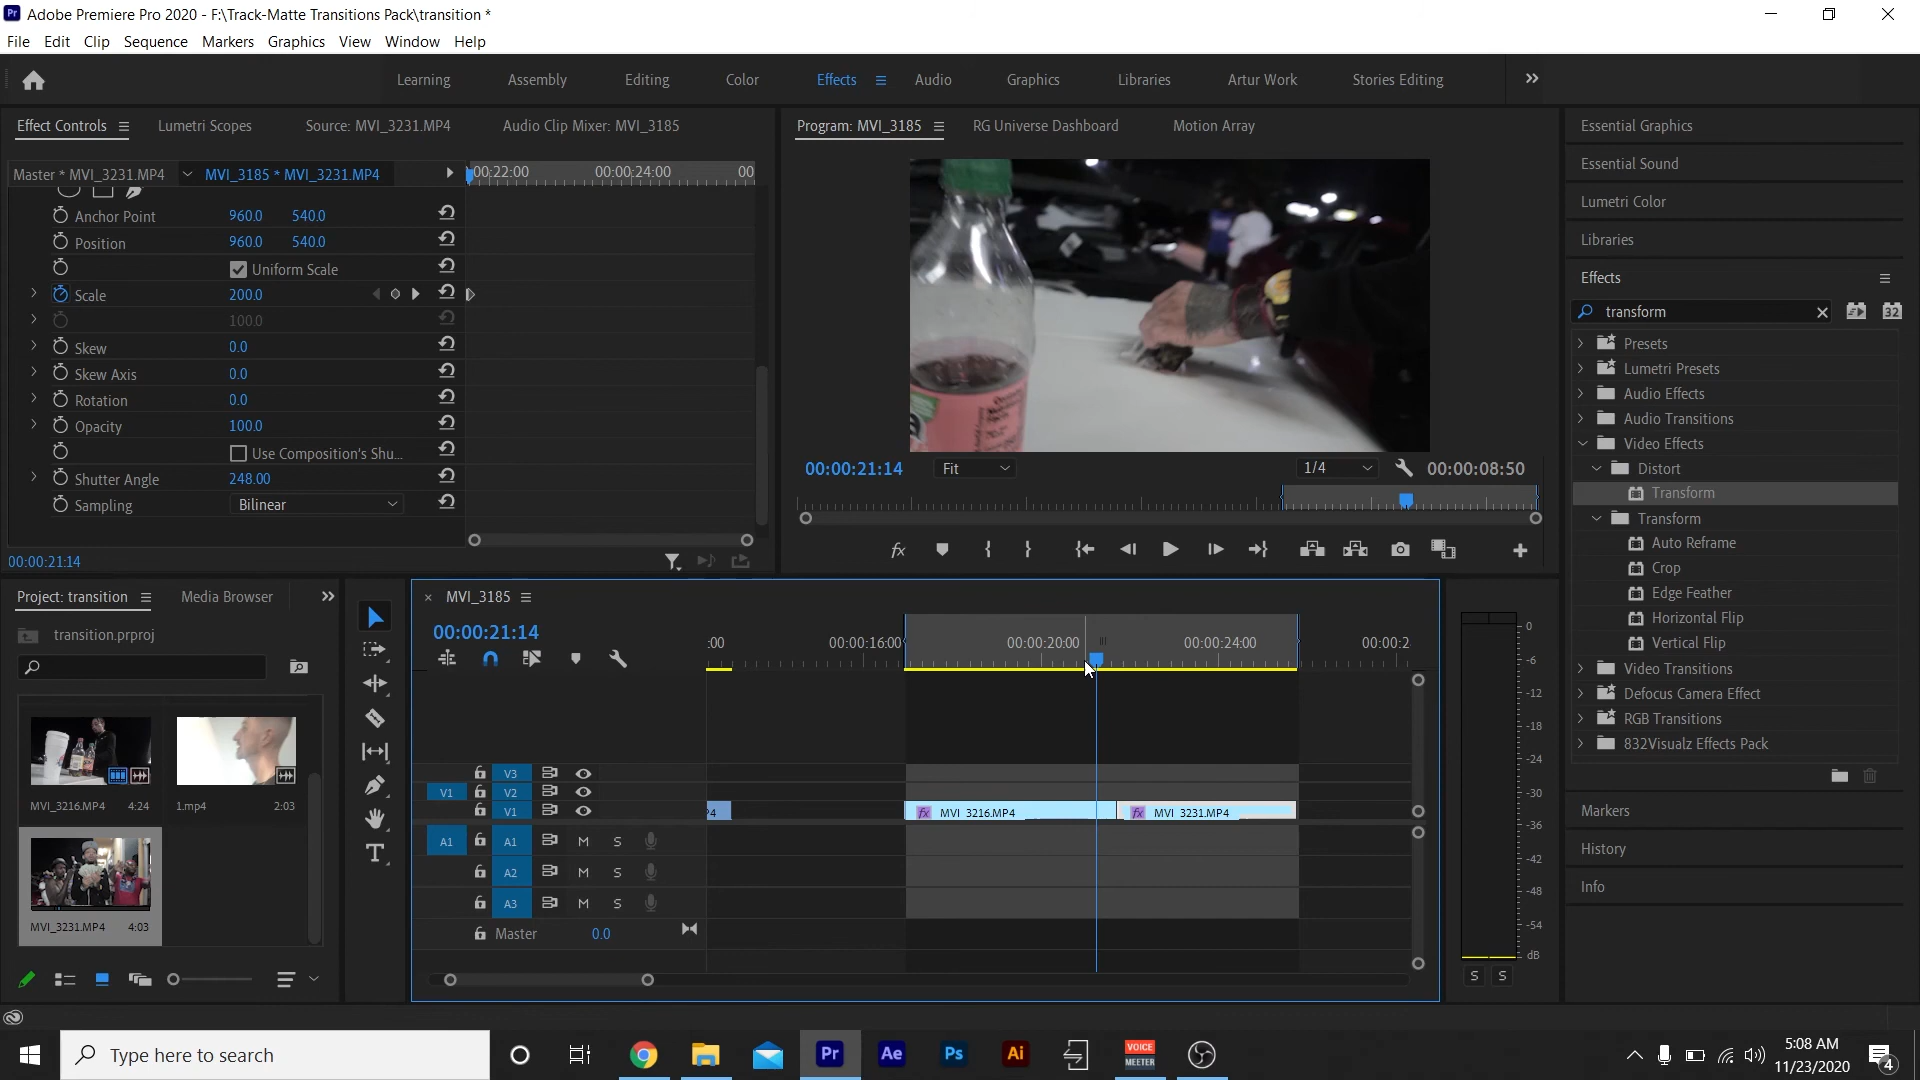 Adobe Premiere Pro 2020 - F:\Track-Matte Transitions Pack\transition *
File Edit Clip Sequence Markers Graphics View Window Help
Learning Assembly Editing Color Effects Audio Graphics Libraries Artur Work Stories Editing
Effect Controls Lumetri Scopes Source: MVI_3231.MP4 Audio Clip Mixer: MVI_3185
Master * MVI_3231.MP4 MVI_3185 * MVI_3231.MP4
00:22:00 00:00:24:00 00
Anchor Point 960.0 540.0
Position 960.0 540.0
Uniform Scale
Scale 200.0
100.0
Skew 0.0
Skew Axis 0.0
Rotation 0.0
Opacity 100.0
Use Composition's Shu...
Shutter Angle 248.00
Sampling Bilinear
00:00:21:14
Program: MVI_3185 RG Universe Dashboard Motion Array
00:00:21:14 Fit 1/4 00:00:08:50
Essential Graphics
Essential Sound
Lumetri Color
Libraries
Effects
transform
32
Presets
Lumetri Presets
Audio Effects
Audio Transitions
Video Effects
Distort
Transform
Transform
Auto Reframe
Crop
Edge Feather
Horizontal Flip
Vertical Flip
Video Transitions
Defocus Camera Effect
RGB Transitions
832Visualz Effects Pack
Markers
History
Info
Project: transition Media Browser
transition.prproj
MVI_3216.MP4 4:24
1.mp4 2:03
MVI_3231.MP4 4:03
MVI_3185
00:00:21:14
:00 00:00:16:00 00:00:20:00 00:00:24:00 00:00:2
V3
V1 V2
V1
P4 fx MVI_3216.MP4 fx MVI_3231.MP4
A1 A1 M S
A2 M S
A3 M S
Master 0.0
0
-6
-12
-18
-24
-30
-36
-42
-48
-54
dB
S S
Type here to search
Pr Ae Ps Ai
VOICE
MEETER
5:08 AM
11/23/2020
4